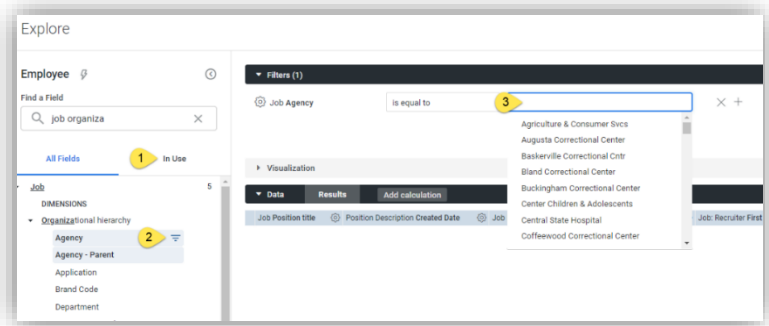 Explore
Employee
Find a Field
job organiza
All Fields
1
In Use
Job
5
DIMENSIONS
Organizational hierarchy
Agency
2
Agency - Parent
Application
Brand Code
Department
Filters (1)
Job Agency
is equal to
3
Agriculture & Consumer Svcs
Augusta Correctional Center
Baskerville Correctional Cntr
Bland Correctional Center
Buckingham Correctional Center
Center Children & Adolescents
Central State Hospital
Coffeewood Correctional Center
Visualization
Data
Results
Add calculation
Job Position title
Position Description Created Date
Job
Job: Recruiter First